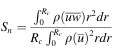 $$S_n = \frac{\int_0^{R_c} \rho(\overline{uw}) r^2 dr}{R_c \int_0^{R_c} \rho(\overline{u})^2 r dr}$$